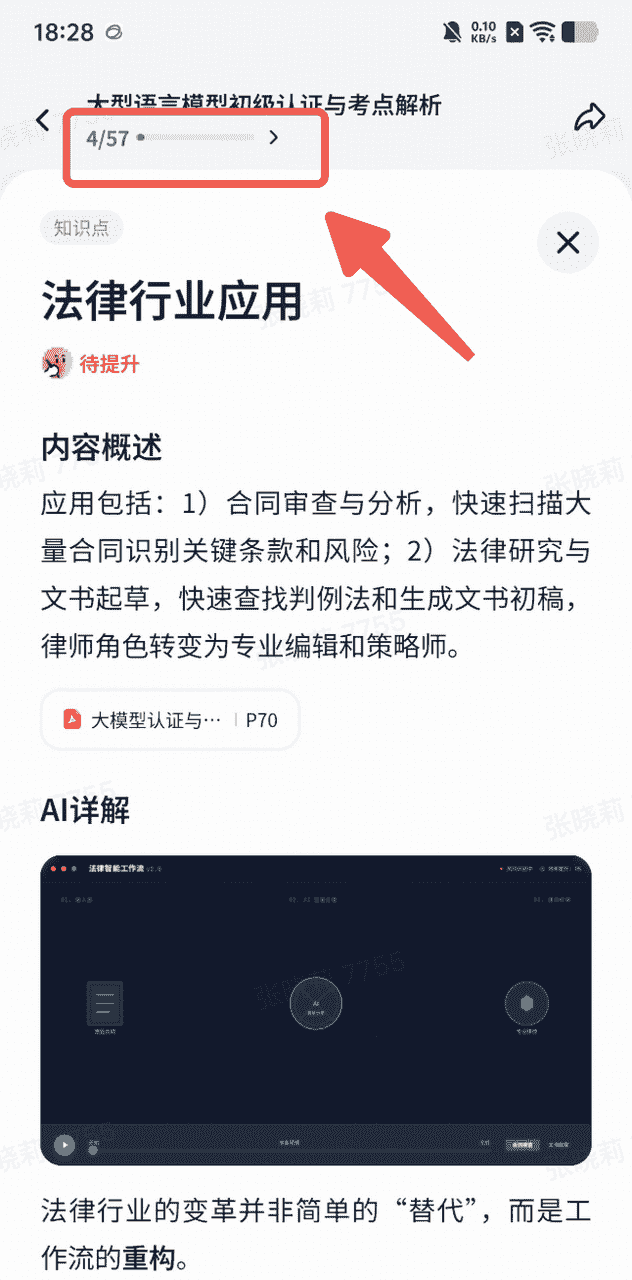 18:28
0.10
KB/s
大型语言模型初级认证与考点解析
4/57
知识点
法律行业应用
待提升
内容概述
应用包括：1）合同审查与分析，快速扫描大
量合同识别关键条款和风险；2）法律研究与
文书起草，快速查找判例法和生成文书初稿，
律师角色转变为专业编辑和策略师。
大模型认证与… P70
AI详解
法律智能工作流
AI
法律行业的变革并非简单的“替代”，而是工
作流的重构。
张晓莉 7755